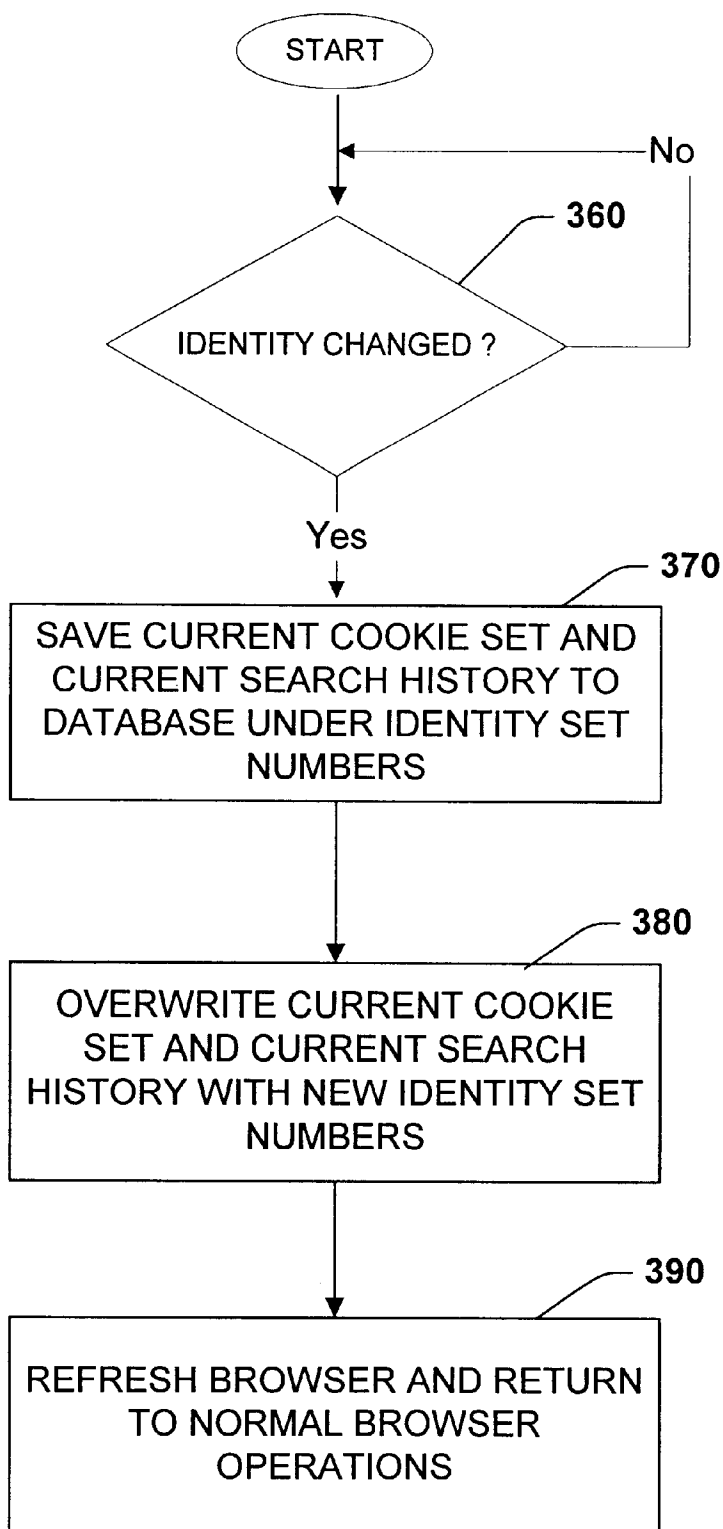 START
No
360
IDENTITY CHANGED ?
Yes
370
SAVE CURRENT COOKIE SET AND
CURRENT SEARCH HISTORY TO
DATABASE UNDER IDENTITY SET
NUMBERS
380
OVERWRITE CURRENT COOKIE
SET AND CURRENT SEARCH
HISTORY WITH NEW IDENTITY SET
NUMBERS
390
REFRESH BROWSER AND RETURN
TO NORMAL BROWSER
OPERATIONS